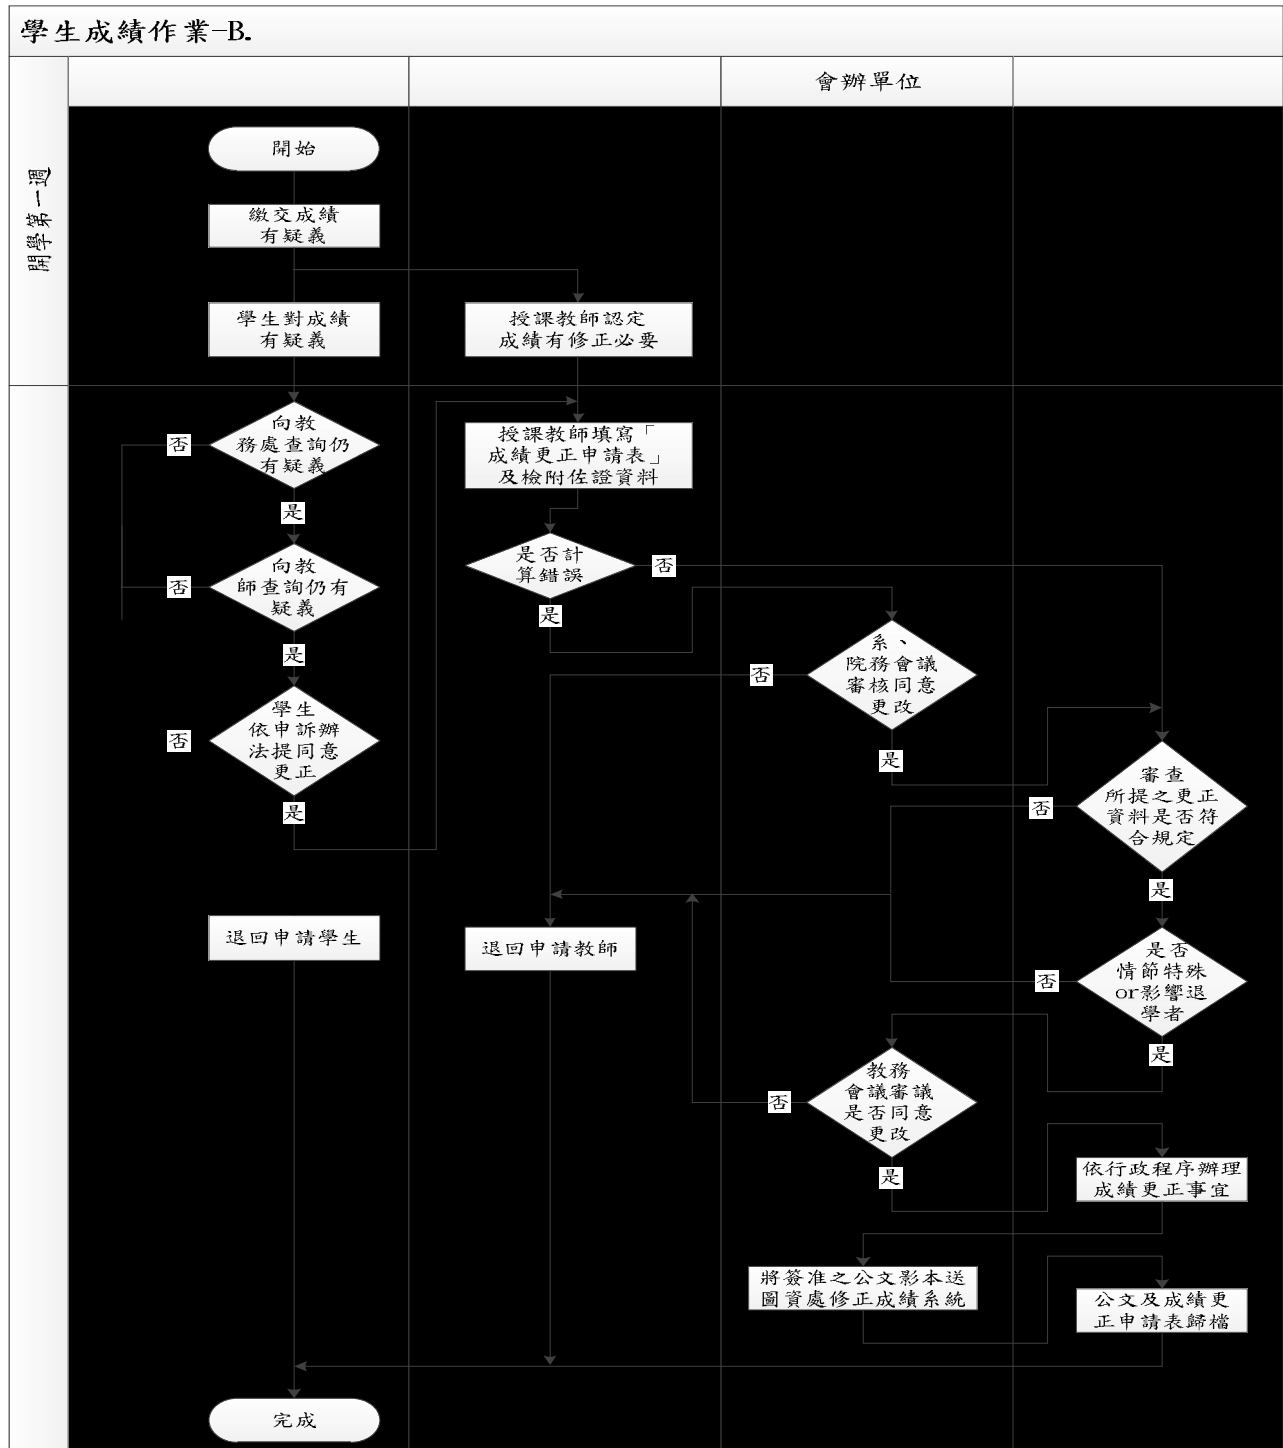 學生成績作業-B.
會辦單位
開學第一週
開始
繳交成績
有疑義
學生對成績
有疑義
授課教師認定
成績有修正必要
向教
務處查詢仍
有疑義
否
是
授課教師填寫「
成績更正申請表」
及檢附佐證資料
向教
師查詢仍有
疑義
否
是
是否計
算錯誤
否
是
系、
院務會議
審核同意
更改
否
是
學生
依申訴辦
法提同意
更正
否
是
審查
所提之更正
資料是否符
合規定
否
是
退回申請學生
退回申請教師
是否
情節特殊
or影響退
學者
否
是
教務
會議審議
是否同意
更改
否
是
依行政程序辦理
成績更正事宜
將簽准之公文影本送
圖資處修正成績系統
公文及成績更
正申請表歸檔
完成